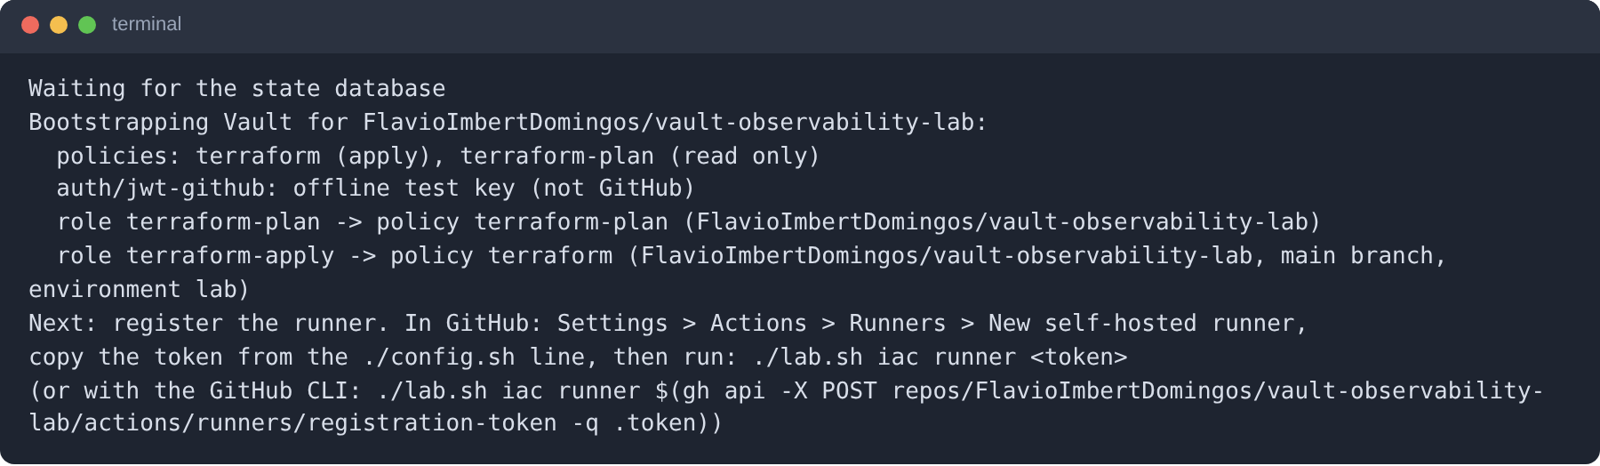 terminal
Waiting for the state database
Bootstrapping Vault for FlavioImbertDomingos/vault-observability-lab:
  policies: terraform (apply), terraform-plan (read only)
  auth/jwt-github: offline test key (not GitHub)
  role terraform-plan -> policy terraform-plan (FlavioImbertDomingos/vault-observability-lab)
  role terraform-apply -> policy terraform (FlavioImbertDomingos/vault-observability-lab, main branch,
environment lab)
Next: register the runner. In GitHub: Settings > Actions > Runners > New self-hosted runner,
copy the token from the ./config.sh line, then run: ./lab.sh iac runner <token>
(or with the GitHub CLI: ./lab.sh iac runner $(gh api -X POST repos/FlavioImbertDomingos/vault-observability-
lab/actions/runners/registration-token -q .token))